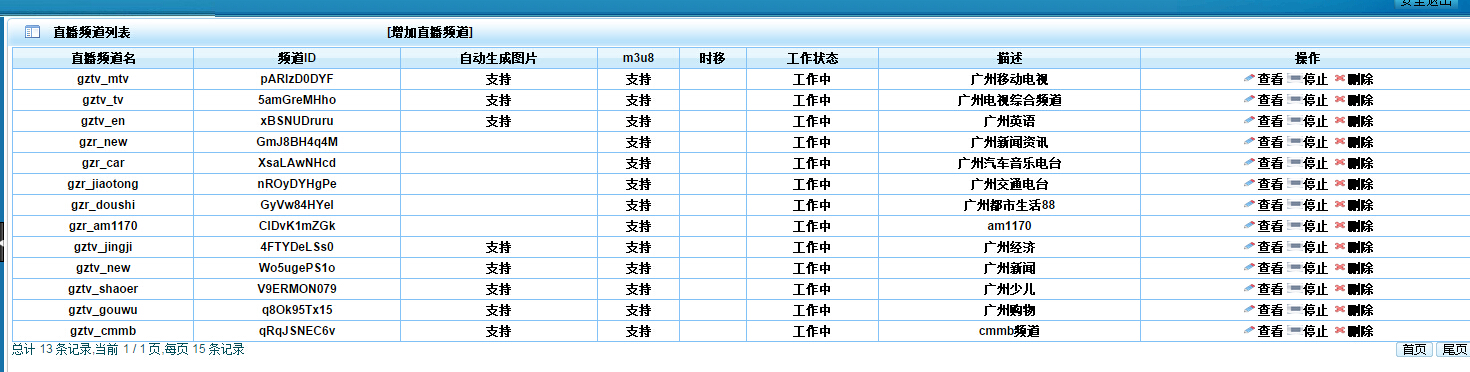 安全退出
直播频道列表 [增加直播频道]
直播频道名 频道ID 自动生成图片 m3u8 时移 工作状态 描述 操作
gztv_mtv pARlzD0DYF 支持 支持 工作中 广州移动电视 查看 停止 删除
gztv_tv 5amGreMHho 支持 支持 工作中 广州电视综合频道 查看 停止 删除
gztv_en xBSNUDruru 支持 支持 工作中 广州英语 查看 停止 删除
gzr_new GmJ8BH4q4M 支持 工作中 广州新闻资讯 查看 停止 删除
gzr_car XsaLAwNHcd 支持 工作中 广州汽车音乐电台 查看 停止 删除
gzr_jiaotong nROyDYHgPe 支持 工作中 广州交通电台 查看 停止 删除
gzr_doushi GyVw84HYel 支持 工作中 广州都市生活88 查看 停止 删除
gzr_am1170 CIDvK1mZGk 支持 工作中 am1170 查看 停止 删除
gztv_jingji 4FTYDeLSs0 支持 支持 工作中 广州经济 查看 停止 删除
gztv_new Wo5ugePS1o 支持 支持 工作中 广州新闻 查看 停止 删除
gztv_shaoer V9ERMON079 支持 支持 工作中 广州少儿 查看 停止 删除
gztv_gouwu q8Ok95Tx15 支持 支持 工作中 广州购物 查看 停止 删除
gztv_cmmb qRqJSNEC6v 支持 支持 工作中 cmmb频道 查看 停止 删除
总计 13 条记录,当前 1 / 1 页,每页 15 条记录 首页 尾页